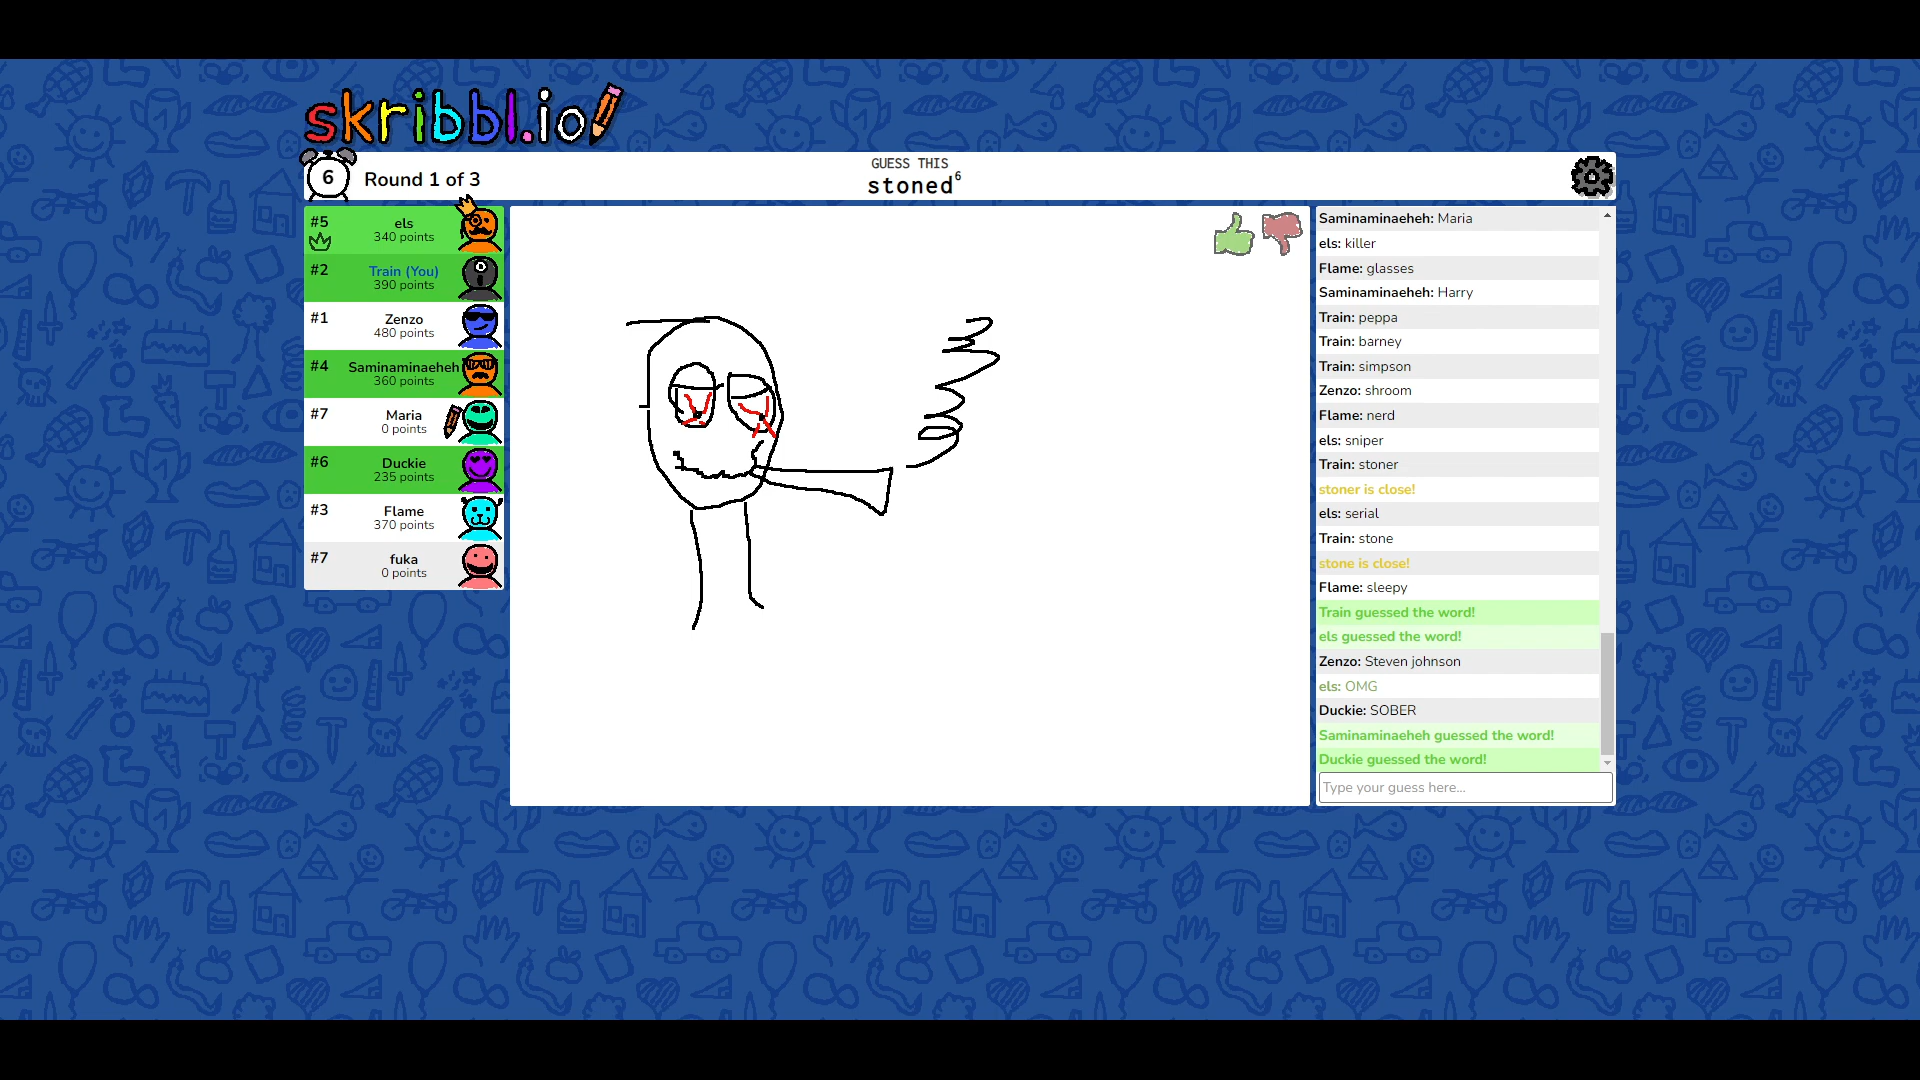 skribbl.io
6
Round 1 of 3
GUESS THIS
stoned6
#5
els
340 points
#2
Train (You)
390 points
#1
Zenzo
480 points
#4
Saminaminaeheh
360 points
#7
Maria
0 points
#6
Duckie
235 points
#3
Flame
370 points
#7
fuka
0 points
Saminaminaeheh: Maria
els: killer
Flame: glasses
Saminaminaeheh: Harry
Train: peppa
Train: barney
Train: simpson
Zenzo: shroom
Flame: nerd
els: sniper
Train: stoner
stoner is close!
els: serial
Train: stone
stone is close!
Flame: sleepy
Train guessed the word!
els guessed the word!
Zenzo: Steven johnson
els: OMG
Duckie: SOBER
Saminaminaeheh guessed the word!
Duckie guessed the word!
Type your guess here...